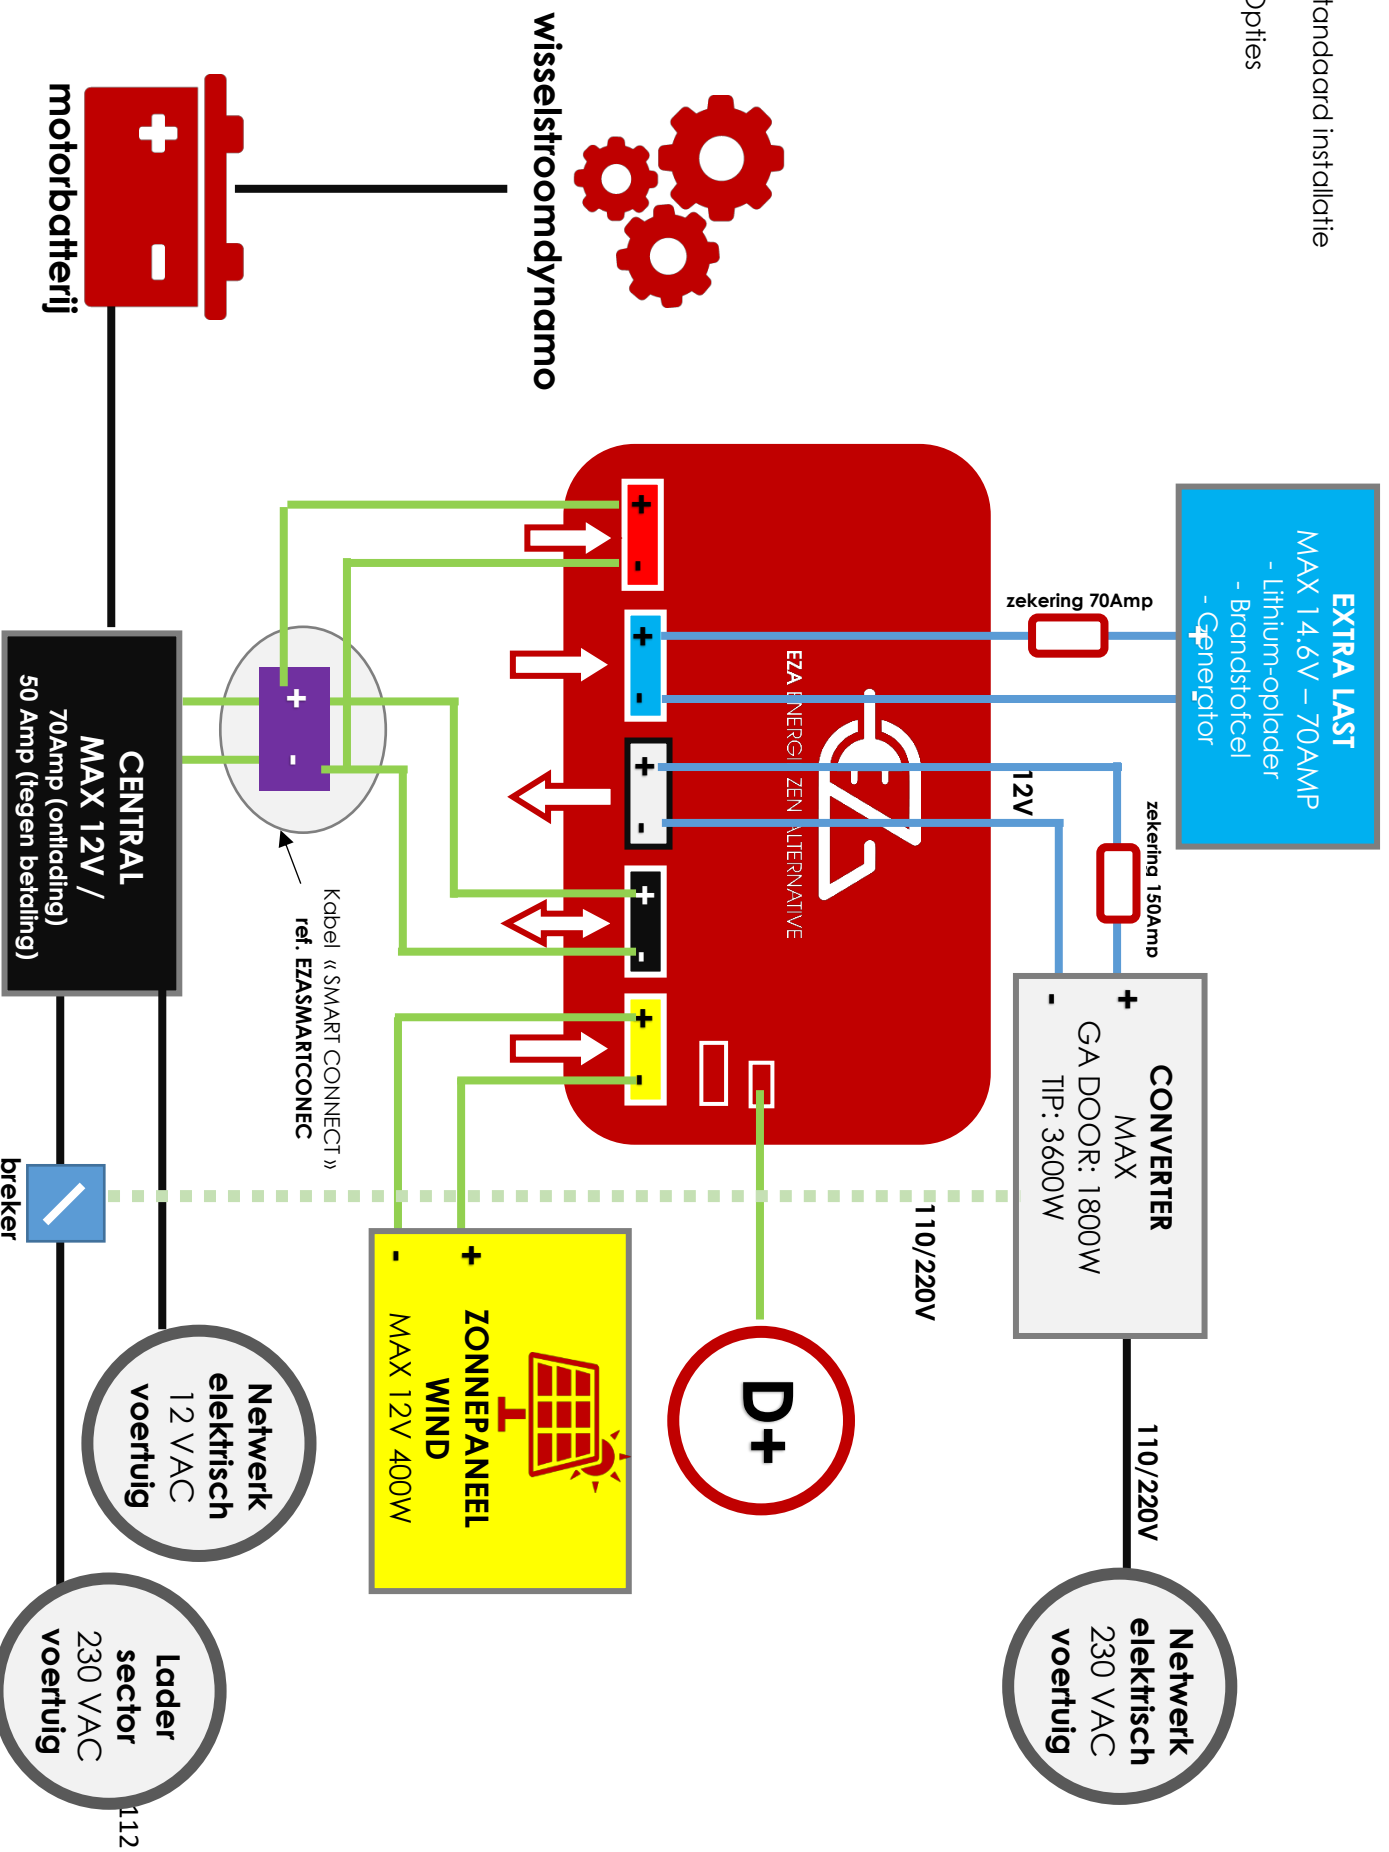 tandaard installatie
Opties
EXTRA LAST
MAX 14.6V – 70AMP
- Lithium-oplader
- Brandstofcel
- Generator
+
-
zekering 70Amp
zekering 150Amp
12V
CONVERTER
MAX
GA DOOR: 1800W
TIP: 3600W
+
-
110/220V
Netwerk
elektrisch
230 VAC
voertuig
110/220V
EZA ENERGI ZEN ALTERNATIVE
+ -
+ -
+ -
+ -
+ -
D+
wisselstroomdynamo
+ -
motorbatterij
+ -
Kabel « SMART CONNECT »
ref. EZASMARTCONEC
ZONNEPANEEL
WIND
MAX 12V 400W
+
-
CENTRAL
MAX 12V /
70Amp (ontlading)
50 Amp (tegen betaling)
breker
Netwerk
elektrisch
12 VAC
voertuig
Lader
sector
230 VAC
voertuig
112